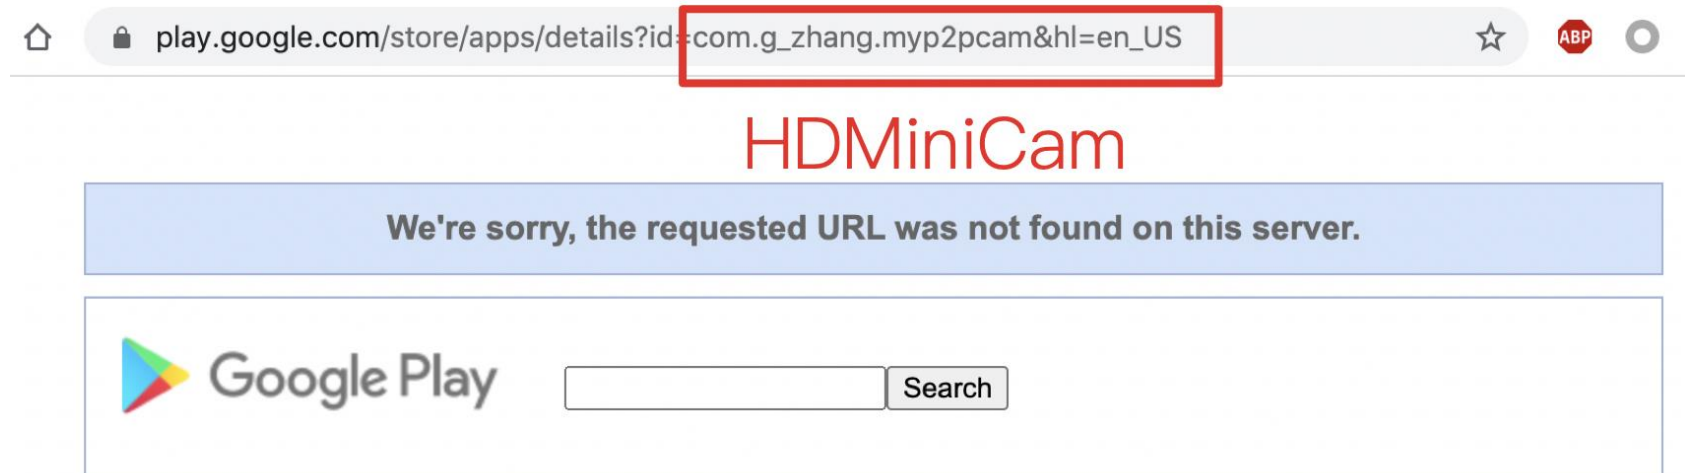 play.google.com/store/apps/details?id=com.g_zhang.myp2pcam&hl=en_US
ABP
HDMiniCam
We're sorry, the requested URL was not found on this server.
Google Play
Search